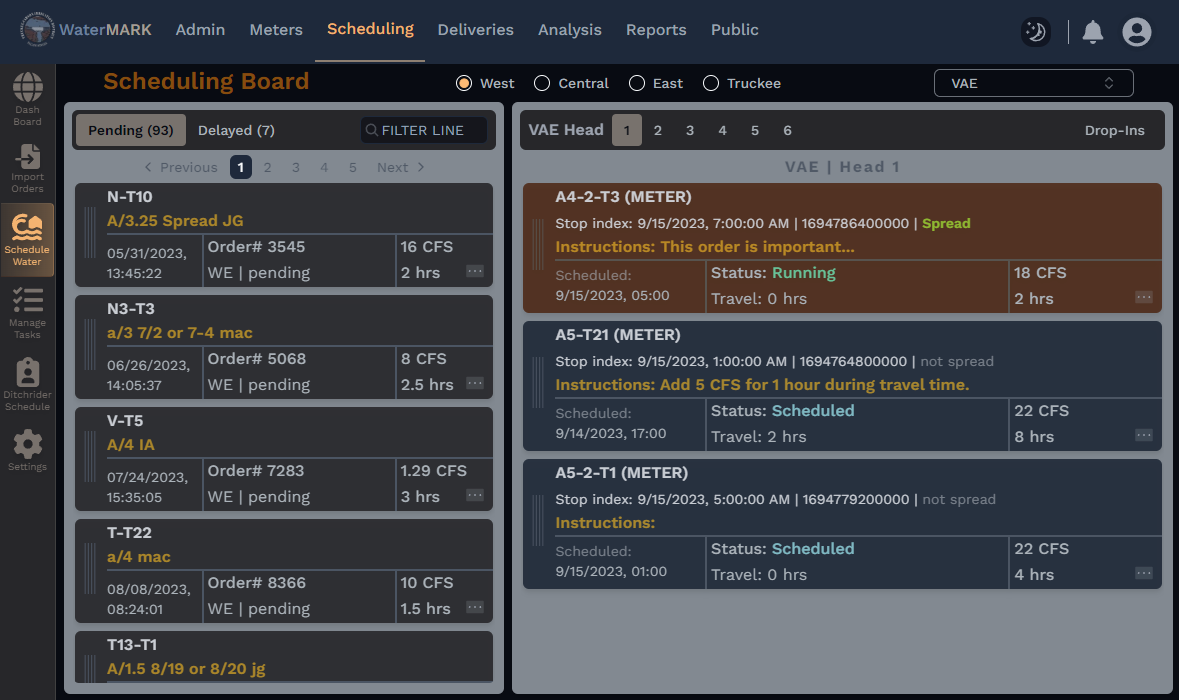 WaterMARK Admin Meters Scheduling Deliveries Analysis Reports Public
Scheduling Board
West Central East Truckee
VAE
Dash
Board
Import
Orders
Schedule
Water
Manage
Tasks
Ditchrider
Schedule
Settings
Pending (93) Delayed (7) FILTER LINE
Previous 1 2 3 4 5 Next
N-T10
A/3.25 Spread JG
05/31/2023,
13:45:22
Order# 3545
WE | pending
16 CFS
2 hrs
N3-T3
a/3 7/2 or 7-4 mac
06/26/2023,
14:05:37
Order# 5068
WE | pending
8 CFS
2.5 hrs
V-T5
A/4 IA
07/24/2023,
15:35:05
Order# 7283
WE | pending
1.29 CFS
3 hrs
T-T22
a/4 mac
08/08/2023,
08:24:01
Order# 8366
WE | pending
10 CFS
1.5 hrs
T13-T1
A/1.5 8/19 or 8/20 jg
VAE Head 1 2 3 4 5 6 Drop-Ins
VAE | Head 1
A4-2-T3 (METER)
Stop index: 9/15/2023, 7:00:00 AM | 1694786400000 | Spread
Instructions: This order is important...
Scheduled:
9/15/2023, 05:00
Status: Running
Travel: 0 hrs
18 CFS
2 hrs
A5-T21 (METER)
Stop index: 9/15/2023, 1:00:00 AM | 1694764800000 | not spread
Instructions: Add 5 CFS for 1 hour during travel time.
Scheduled:
9/14/2023, 17:00
Status: Scheduled
Travel: 2 hrs
22 CFS
8 hrs
A5-2-T1 (METER)
Stop index: 9/15/2023, 5:00:00 AM | 1694779200000 | not spread
Instructions:
Scheduled:
9/15/2023, 01:00
Status: Scheduled
Travel: 0 hrs
22 CFS
4 hrs